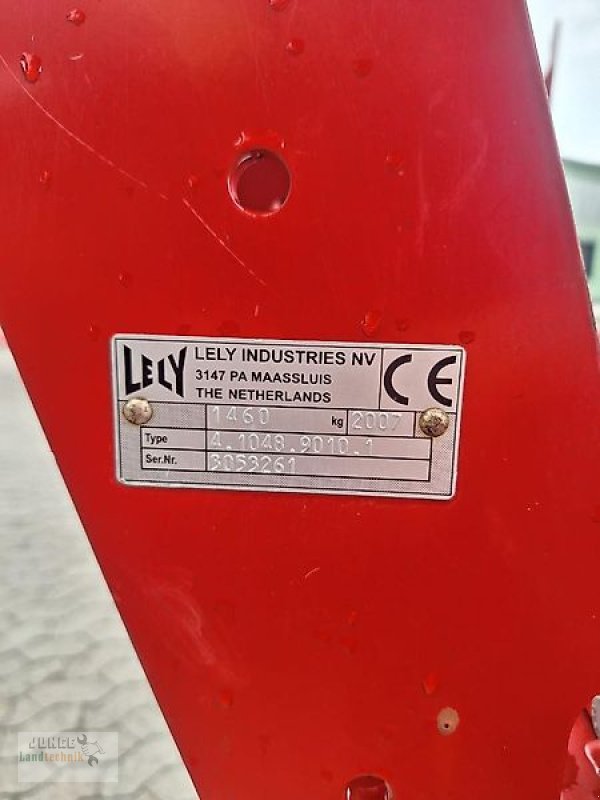 LELY
LELY INDUSTRIES NV
3147 PA MAASSLUIS
THE NETHERLANDS
CE
1460 kg 2007
Type 4.1048.9010.1
Ser.Nr. 3053261
JUNGE
Landtechnik